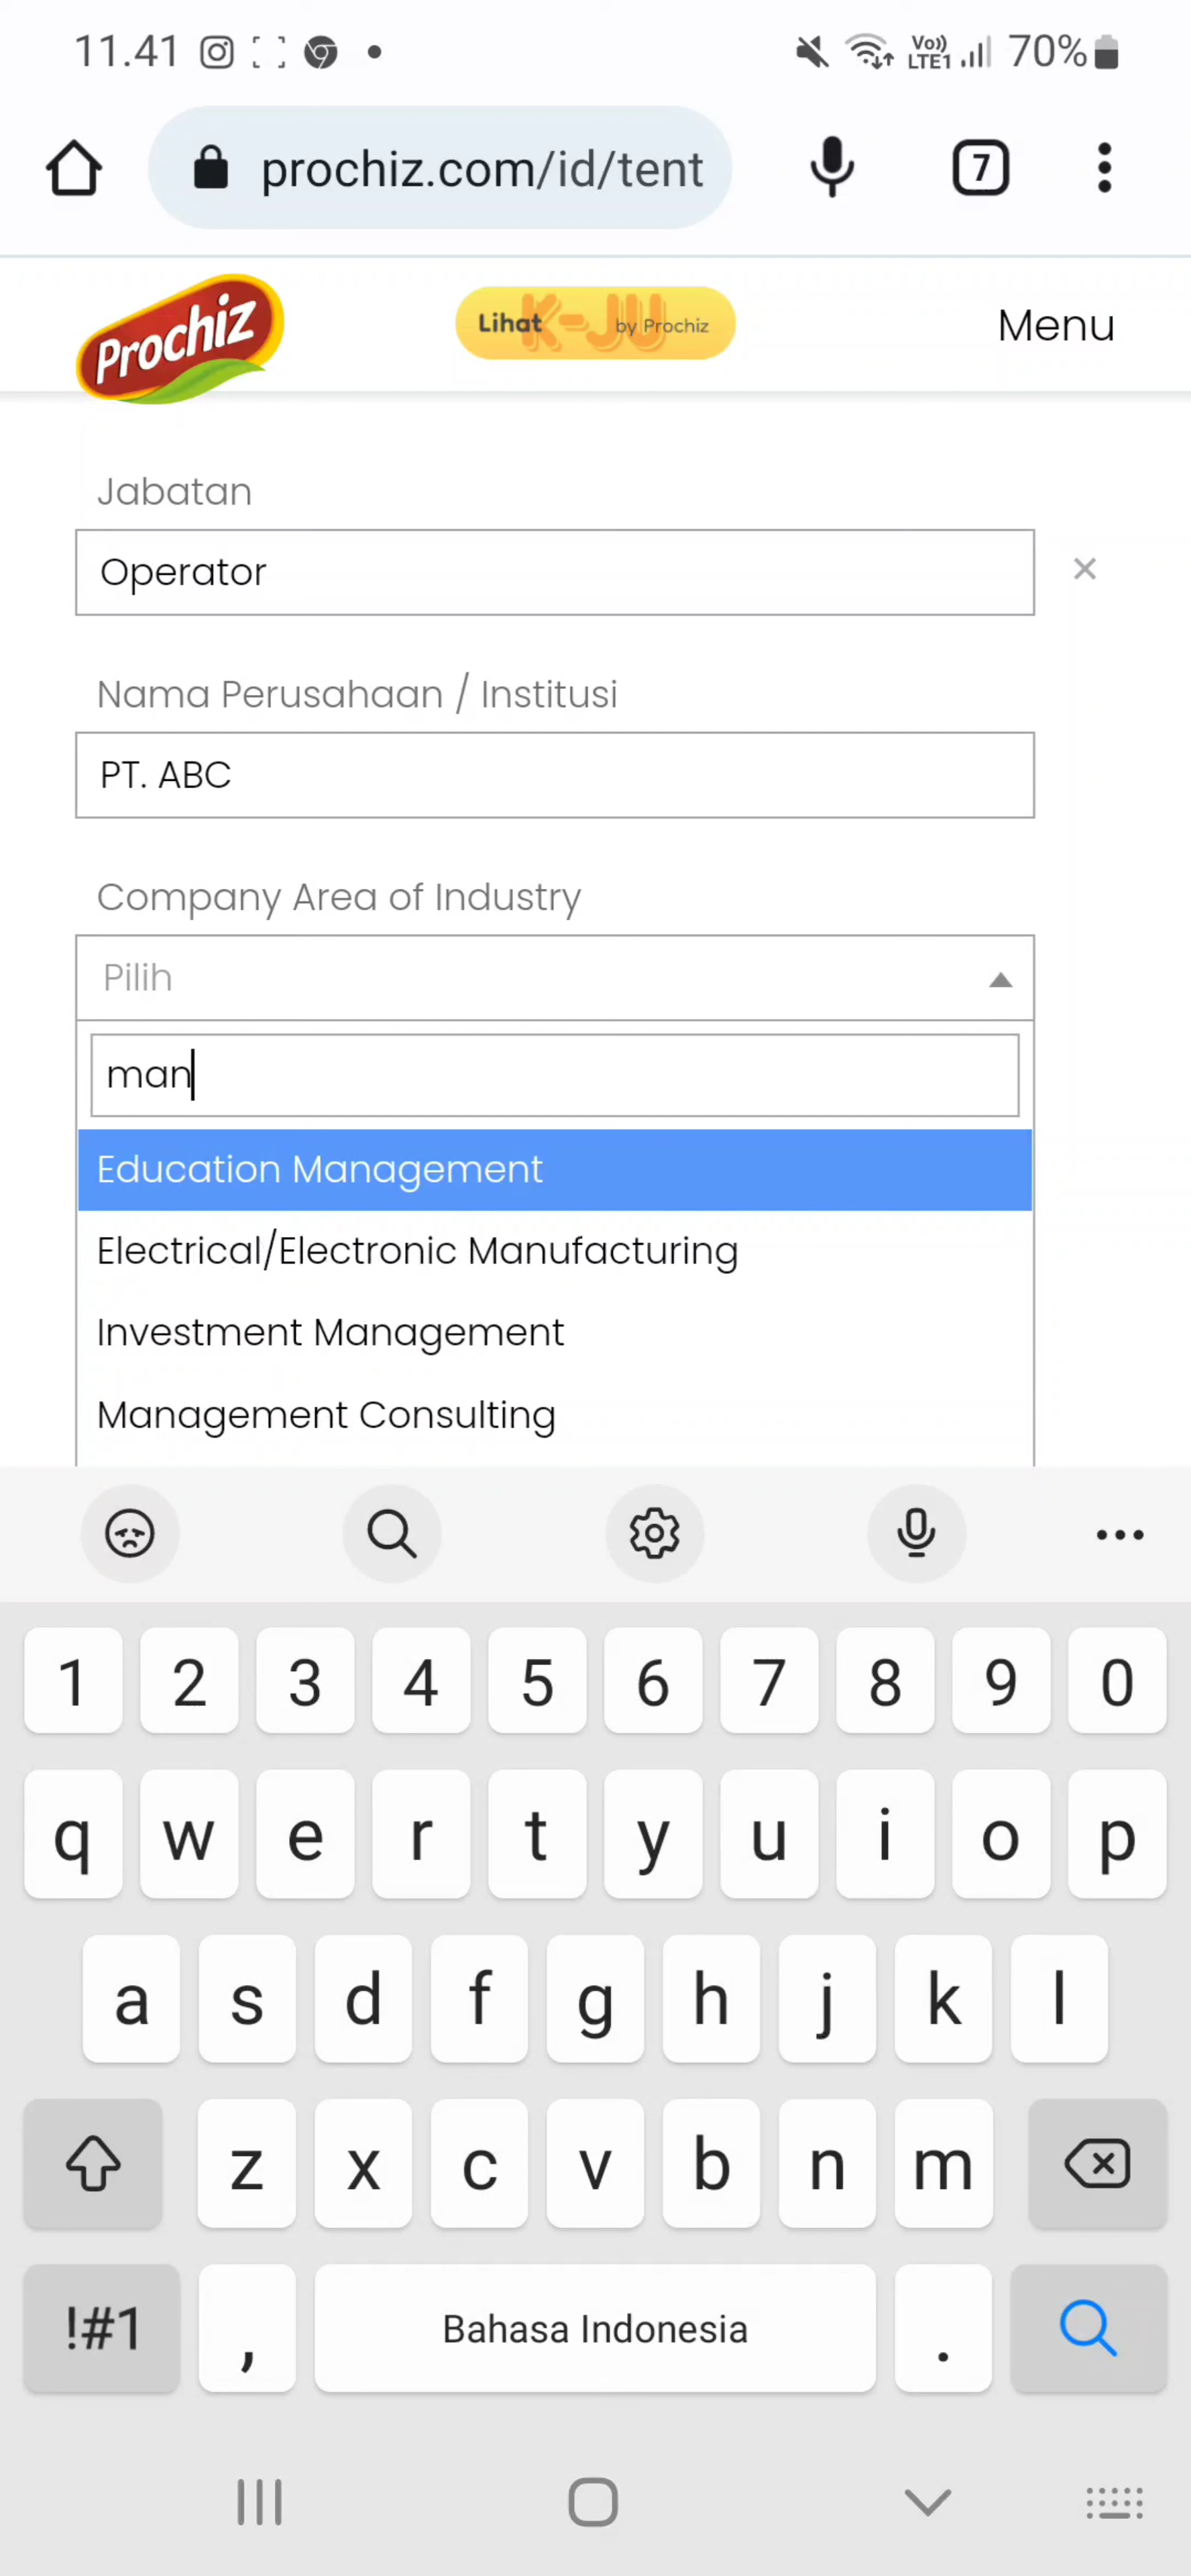 11.41
Vo)) LTE1 70%
prochiz.com/id/tent
7
Prochiz
Lihat K-JU by Prochiz
Menu
Jabatan
Operator
×
Nama Perusahaan / Institusi
PT. ABC
Company Area of Industry
Pilih
man
Education Management
Electrical/Electronic Manufacturing
Investment Management
Management Consulting
1 2 3 4 5 6 7 8 9 0
q w e r t y u i o p
a s d f g h j k l
z x c v b n m
!#1 , Bahasa Indonesia .